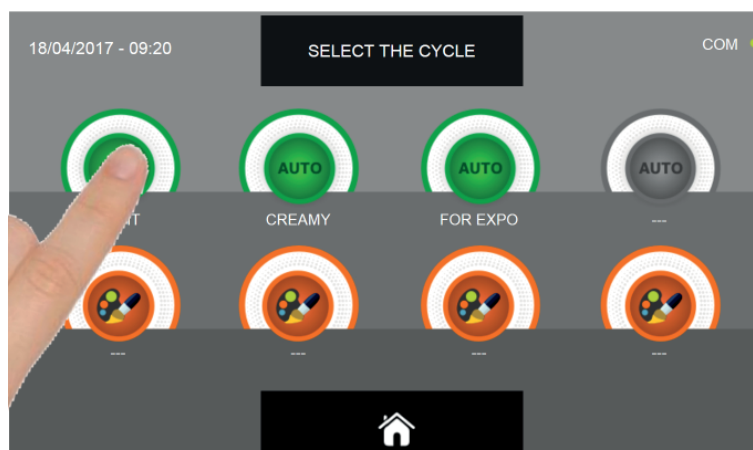 18/04/2017 - 09:20
SELECT THE CYCLE
COM
AUTO
AUTO
AUTO
CREAMY
FOR EXPO
---
---
---
---
---